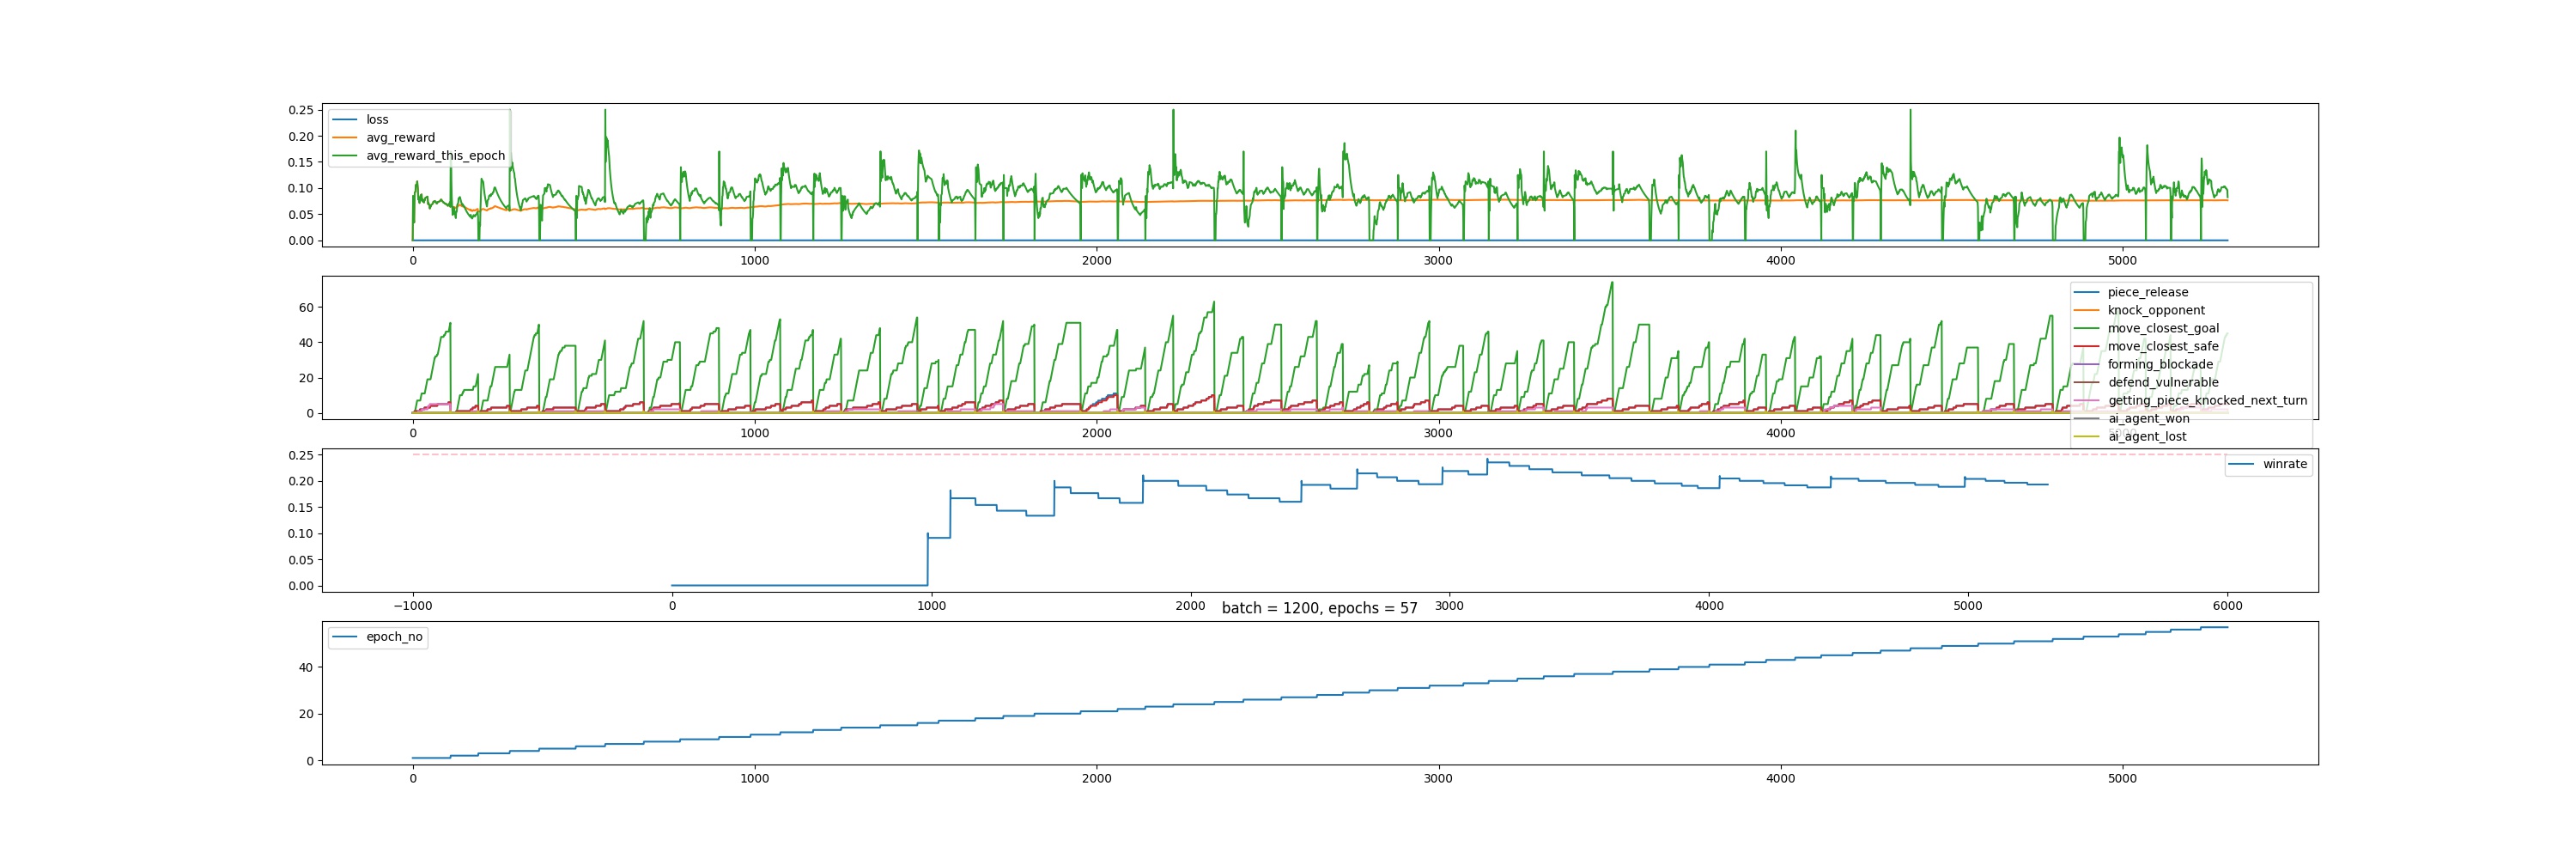 0.25
0.20
0.15
0.10
0.05
0.00
loss
avg_reward
avg_reward_this_epoch
0 1000 2000 3000 4000 5000
60
40
20
0
piece_release
knock_opponent
move_closest_goal
move_closest_safe
forming_blockade
defend_vulnerable
getting_piece_knocked_next_turn
ai_agent_won
ai_agent_lost
0 1000 2000 3000 4000 5000
0.25
0.20
0.15
0.10
0.05
0.00
winrate
−1000 0 1000 2000 3000 4000 5000 6000
batch = 1200, epochs = 57
epoch_no
40
20
0
0 1000 2000 3000 4000 5000